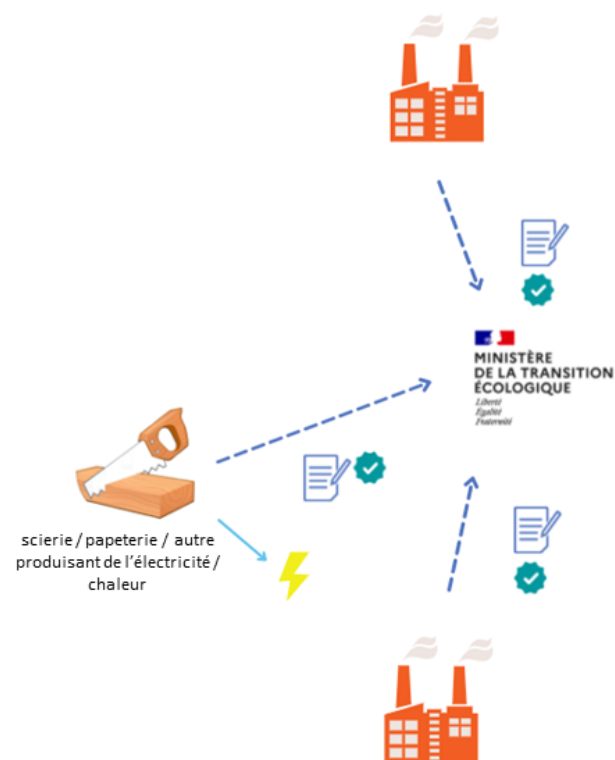 MINISTÈRE
DE LA TRANSITION
ÉCOLOGIQUE
Liberté
Égalité
Fraternité
scierie / papeterie / autre
produisant de l'électricité /
chaleur